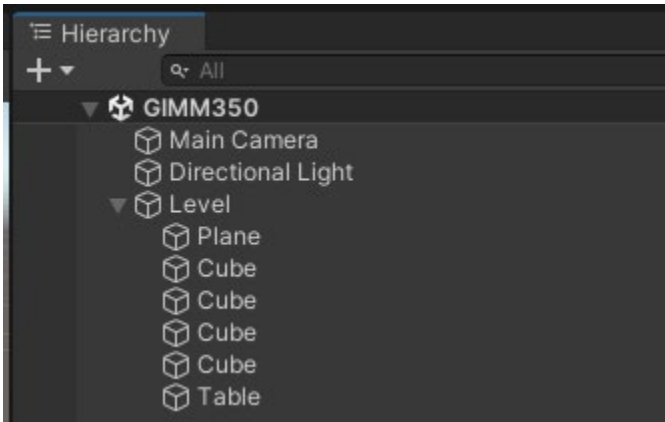 Hierarchy
All
GIMM350
Main Camera
Directional Light
Level
Plane
Cube
Cube
Cube
Cube
Table